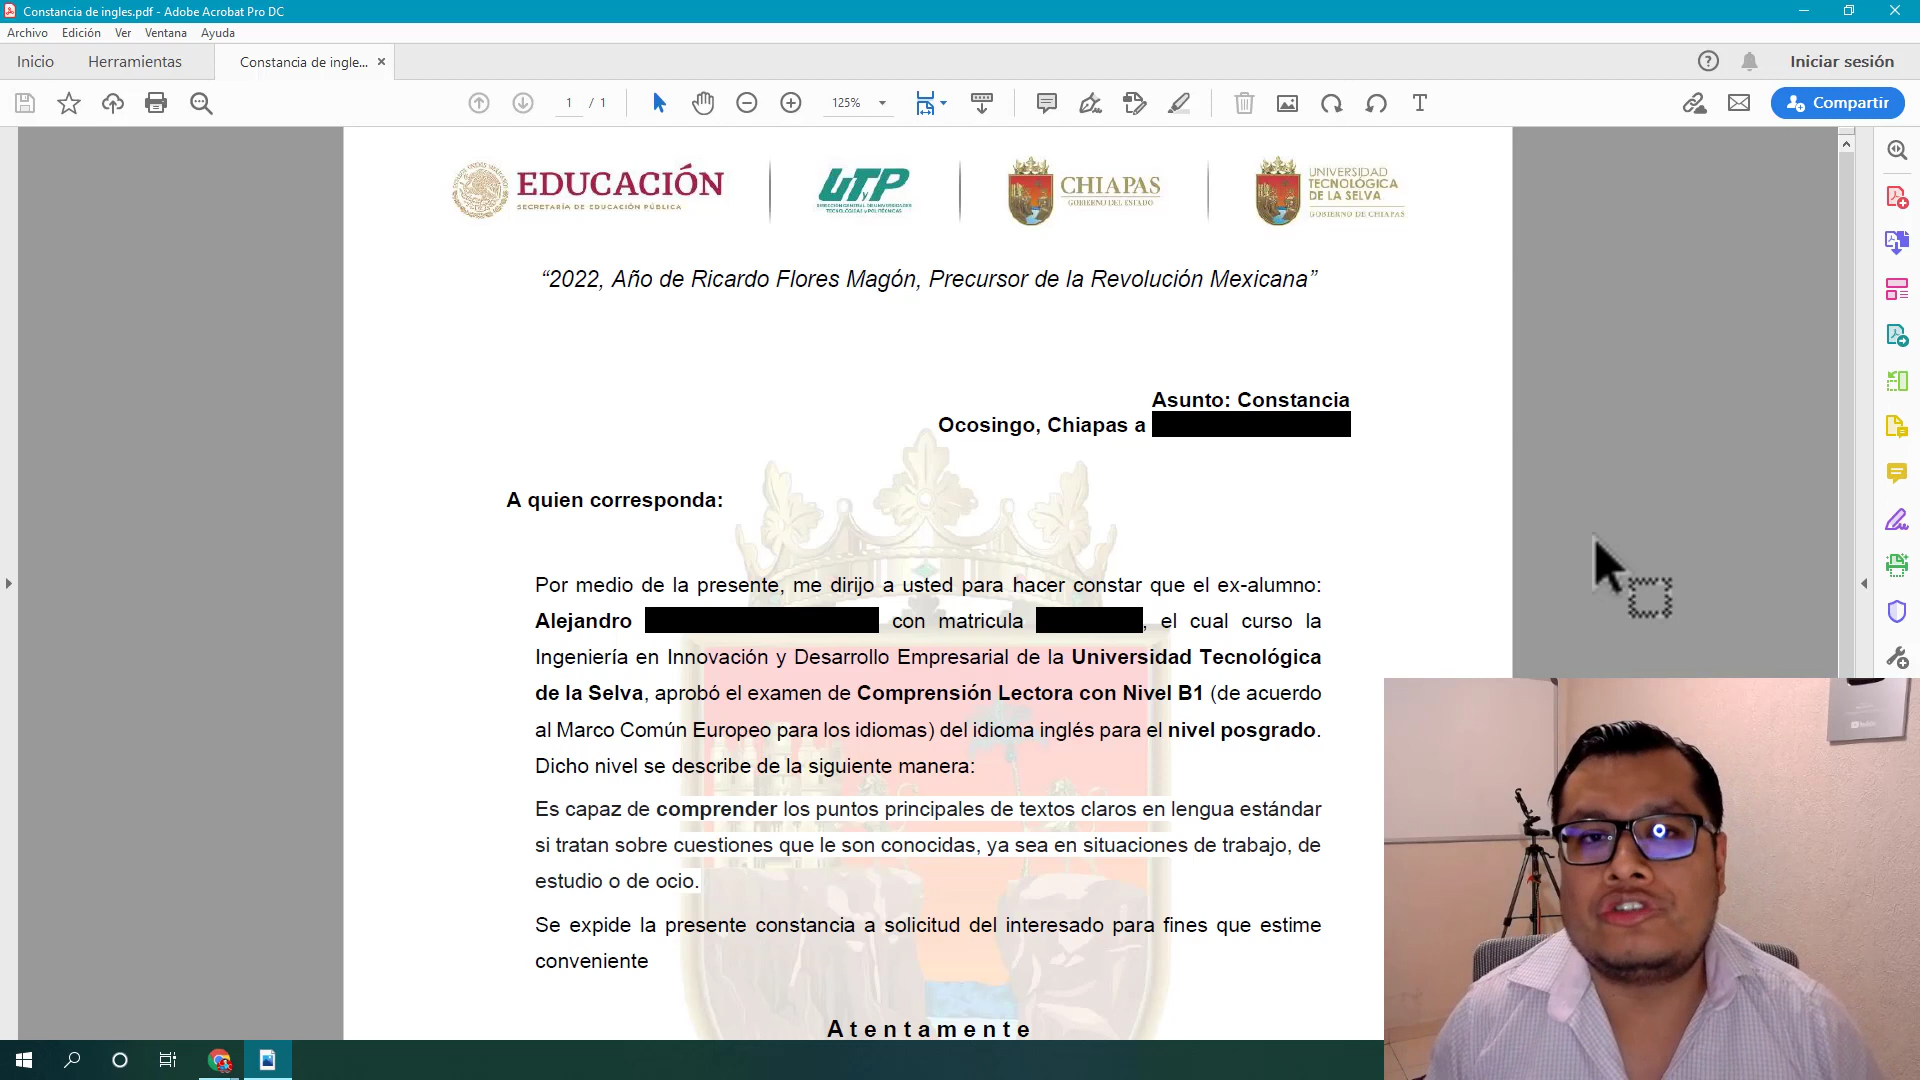 Constancia de ingles.pdf - Adobe Acrobat Pro DC
Archivo Edición Ver Ventana Ayuda
Inicio Herramientas Constancia de ingle... × Iniciar sesión
1 / 1 125% Compartir
EDUCACIÓN
SECRETARÍA DE EDUCACIÓN PÚBLICA
UTyP
DIRECCIÓN GENERAL DE UNIVERSIDADES
TECNOLÓGICAS Y POLITÉCNICAS
CHIAPAS
GOBIERNO DEL ESTADO
UNIVERSIDAD
TECNOLÓGICA
DE LA SELVA
GOBIERNO DE CHIAPAS
“2022, Año de Ricardo Flores Magón, Precursor de la Revolución Mexicana”
Asunto: Constancia
Ocosingo, Chiapas a
A quien corresponda:
Por medio de la presente, me dirijo a usted para hacer constar que el ex-alumno:
Alejandro con matricula , el cual curso la
Ingeniería en Innovación y Desarrollo Empresarial de la Universidad Tecnológica
de la Selva, aprobó el examen de Comprensión Lectora con Nivel B1 (de acuerdo
al Marco Común Europeo para los idiomas) del idioma inglés para el nivel posgrado.
Dicho nivel se describe de la siguiente manera:
Es capaz de comprender los puntos principales de textos claros en lengua estándar
si tratan sobre cuestiones que le son conocidas, ya sea en situaciones de trabajo, de
estudio o de ocio.
Se expide la presente constancia a solicitud del interesado para fines que estime
conveniente
Atentamente